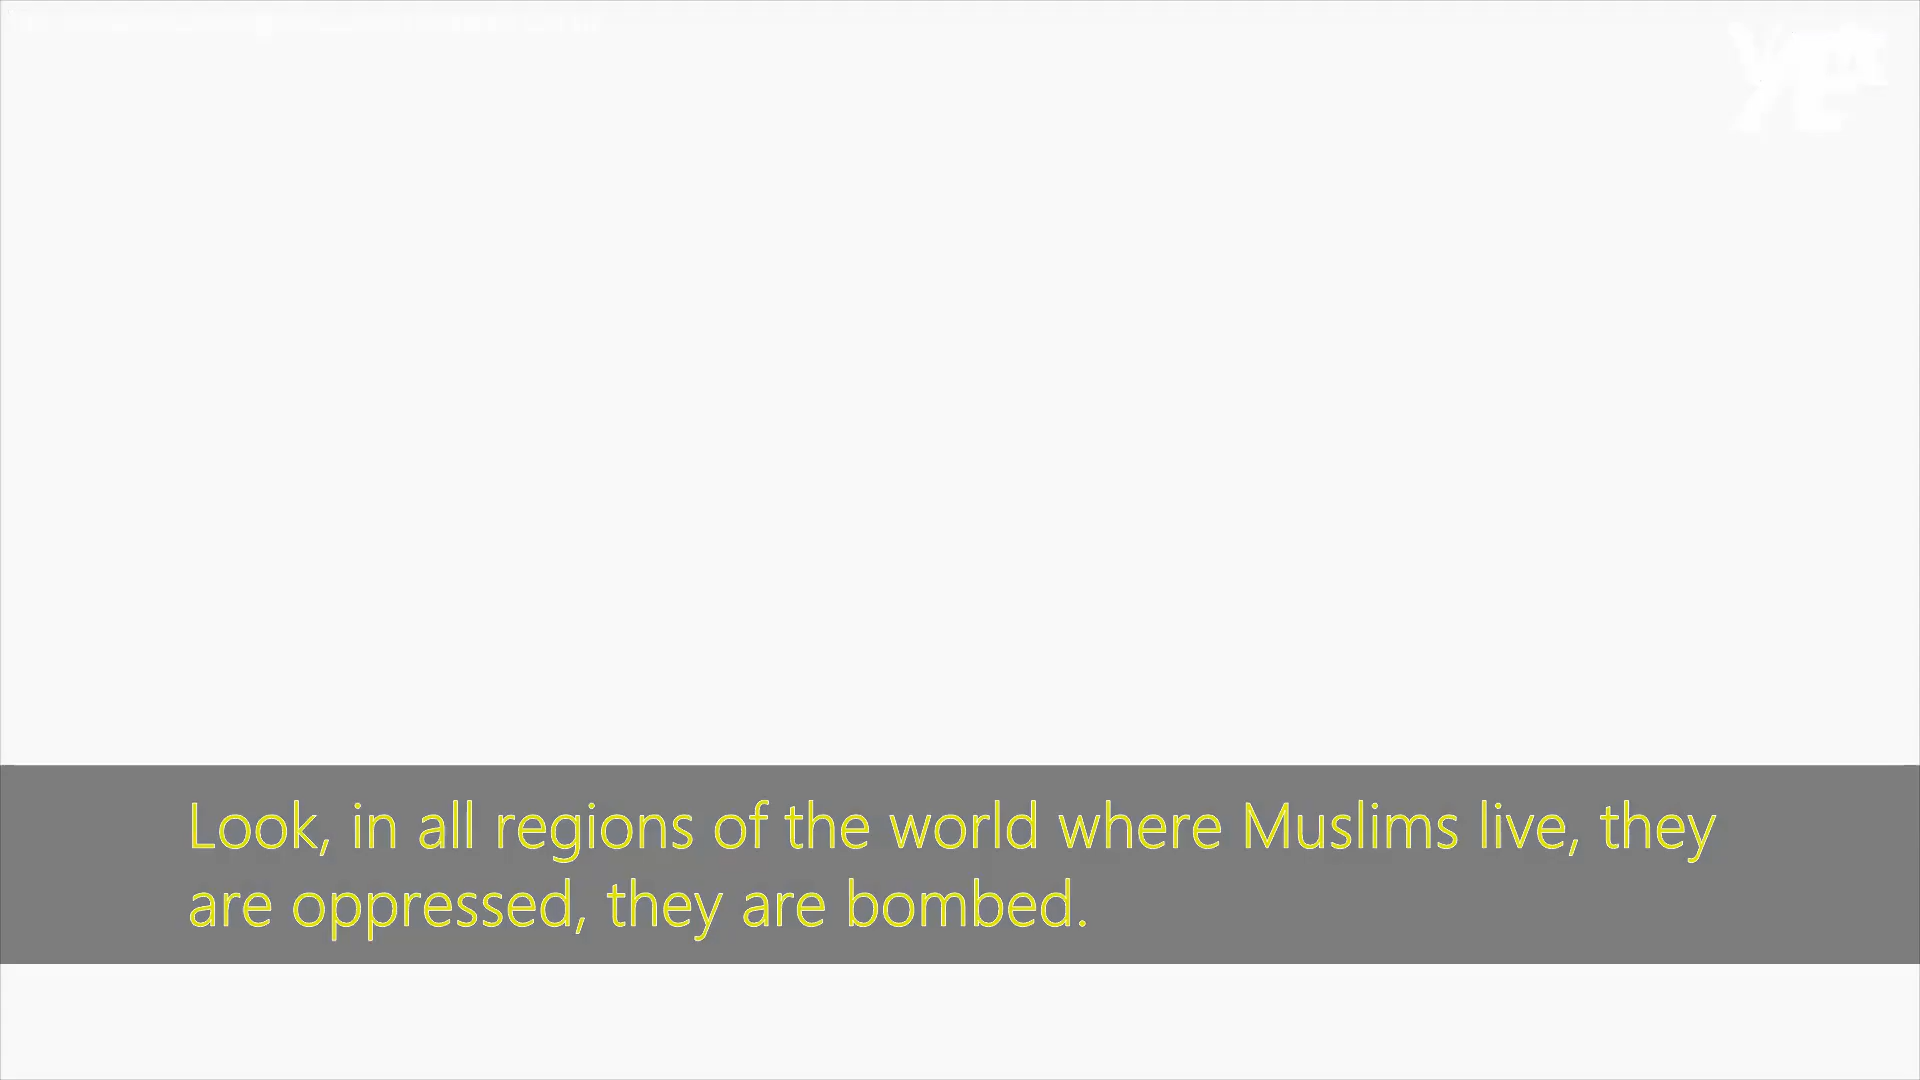 Look, in all regions of the world where Muslims live, they
are oppressed, they are bombed.